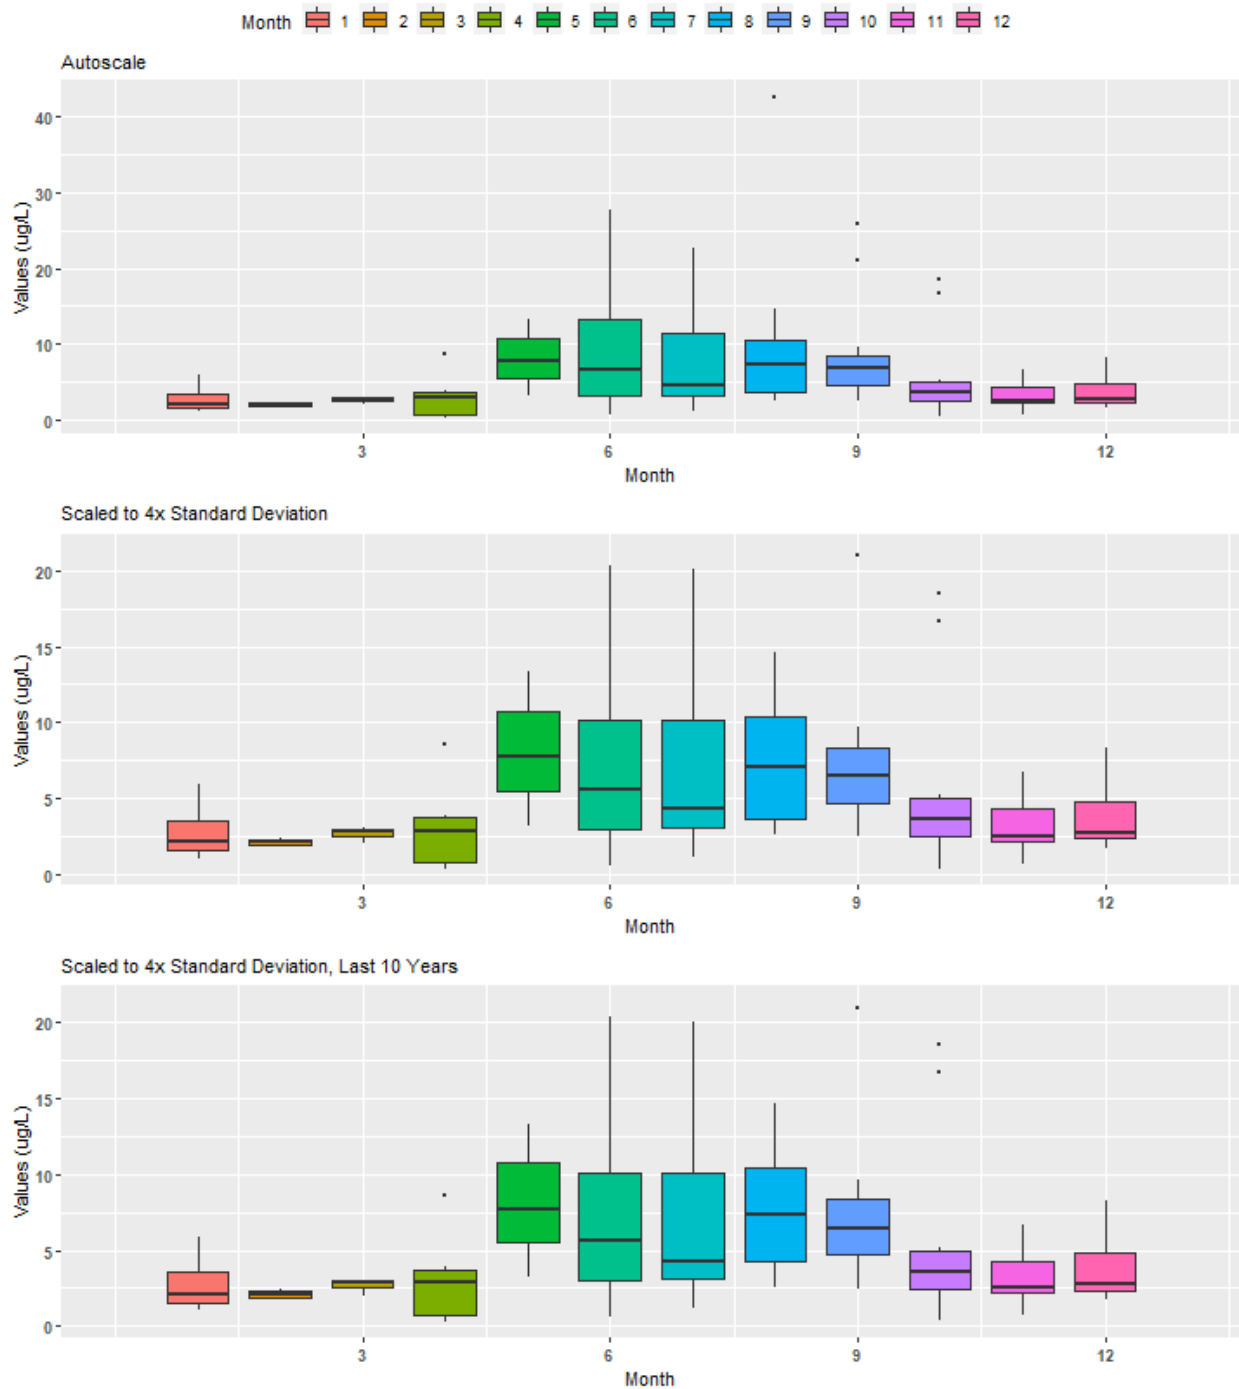 Month 1 2 3 4 5 6 7 8 9 10 11 12
Autoscale
Values (ug/L)
40
30
20
10
0
3 6 9 12
Month
Scaled to 4x Standard Deviation
Values (ug/L)
20
15
10
5
0
3 6 9 12
Month
Scaled to 4x Standard Deviation, Last 10 Years
Values (ug/L)
20
15
10
5
0
3 6 9 12
Month